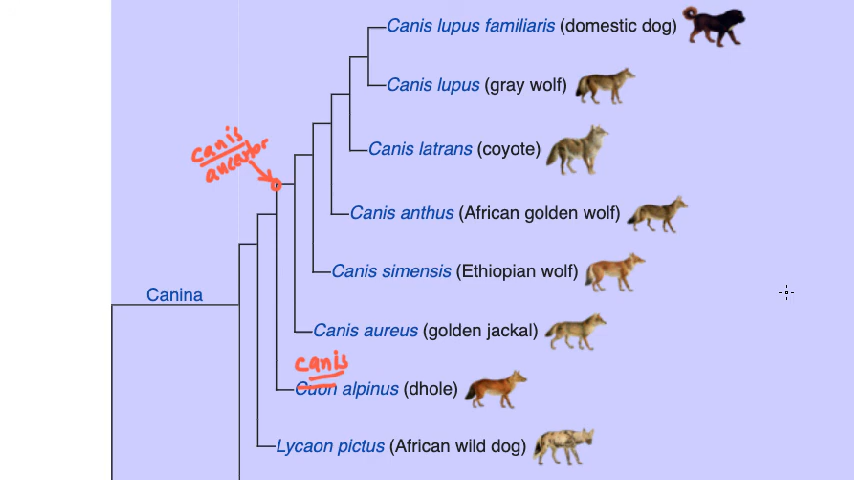 Canis lupus familiaris (domestic dog)
Canis lupus (gray wolf)
canis
ancestor
Canis latrans (coyote)
Canis anthus (African golden wolf)
Canis simensis (Ethiopian wolf)
Canina
Canis aureus (golden jackal)
canis
Cuon alpinus (dhole)
Lycaon pictus (African wild dog)